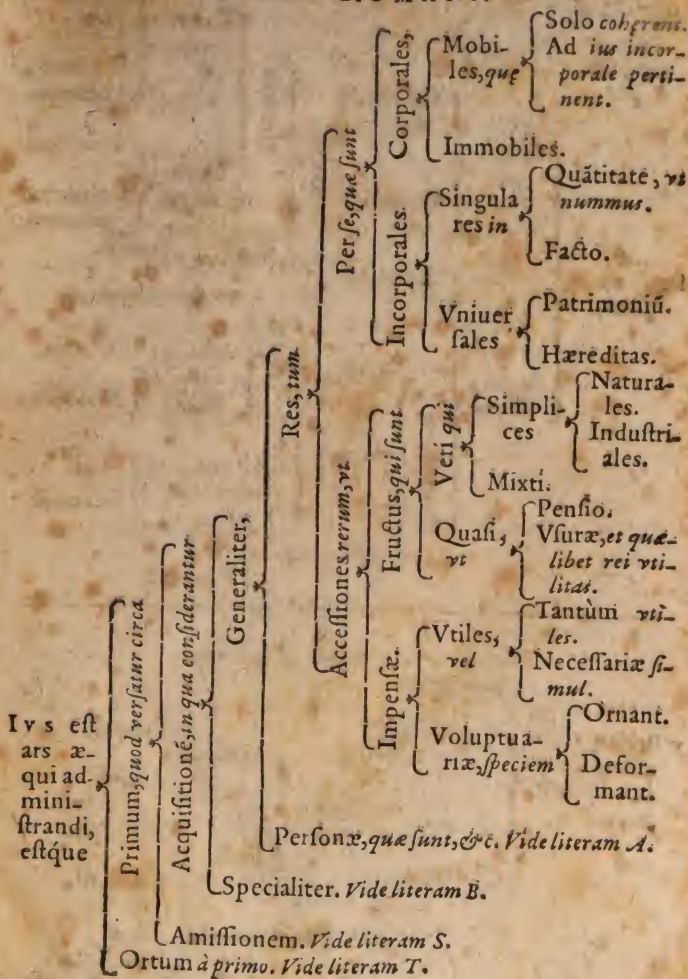 Ivs est
ars æ-
qui ad-
mini-
strandi,
estque
Primum, quod versatur circa
Acquisitionē, in qua considerantur
Generaliter,
Res, tum
Per se, quæ sunt
Corporales,
Mobi-
les, quę
Solo cohęrent.
Ad ius incor-
porale perti-
nent.
Immobiles.
Incorporales.
Singula
res in
Quātitate, vt
nummus.
Facto.
Vniuer
sales
Patrimoniū.
Hæreditas.
Accessiones rerum, vt
Fructus, qui sunt
Veri qui
Simpli-
ces
Natura-
les.
Industri-
ales.
Mixti.
Quasi,
vt
Pensio.
Vsuræ, et quæ-
libet rei vti-
litas.
Impensæ.
Vtiles,
vel
Tantùm vti-
les.
Necessariæ si-
mul.
Voluptua-
riæ, speciem
Ornant.
Defor-
mant.
Personæ, quæ sunt, &c. Vide literam A.
Specialiter. Vide literam B.
Amissionem. Vide literam S.
Ortum à primo. Vide literam T.